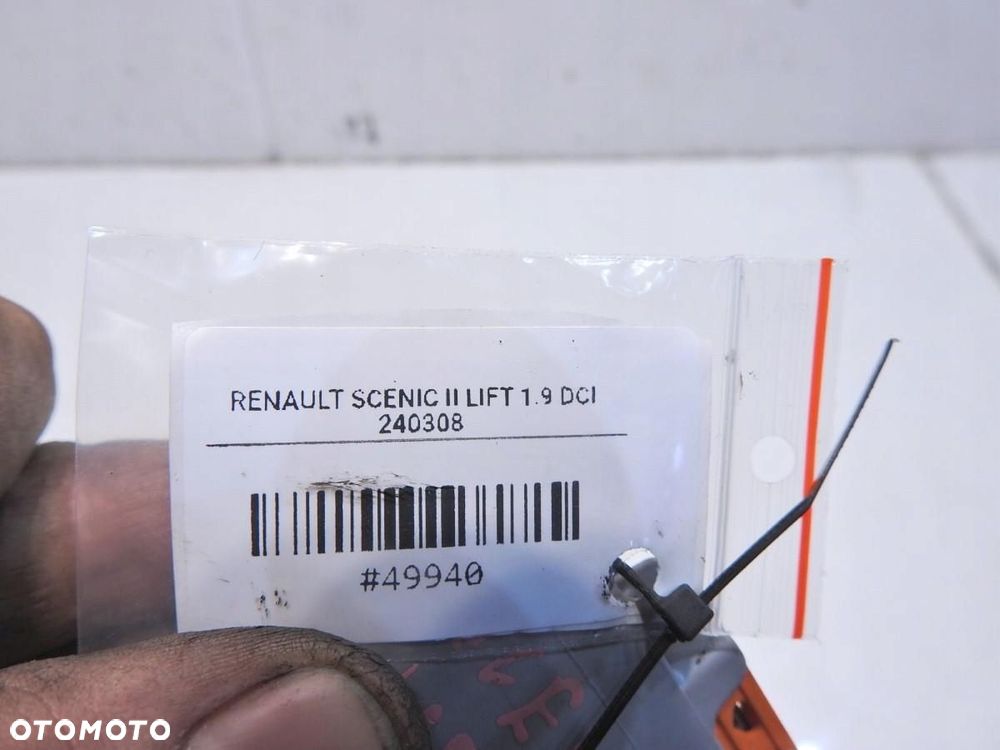 RENAULT SCENIC II LIFT 1.9 DCI
240308
#49940
OTOMOTO